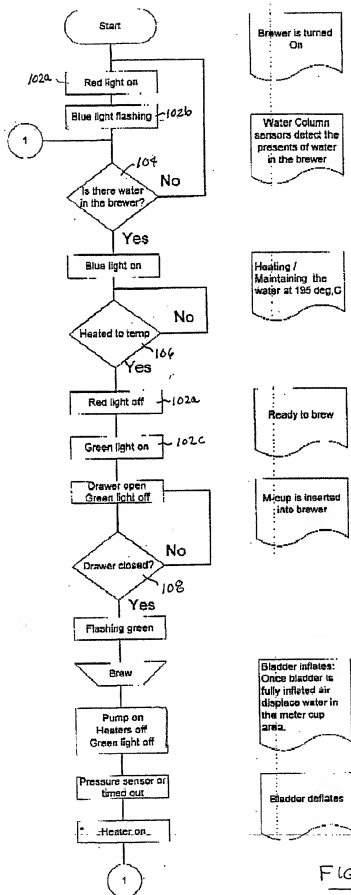 Start
Brewer is turned
On
102a
Red light on
Blue light flashing
102b
1
Water Column
sensors detect the
presents of water
in the brewer
104
Is there water
in the brewer?
No
Yes
Blue light on
Heating /
Maintaining the
water at 195 deg,C
No
Heated to temp
106
Yes
Red light off
102a
Ready to brew
Green light on
102c
Drawer open
Green light off
M-cup is inserted
into brewer
No
Drawer closed?
108
Yes
Flashing green
Brew
Bladder inflates:
Once bladder is
fully inflated air
displace water in
the meter cup
area.
Pump on
Heaters off
Green light off
Pressure sensor or
timed out
Bladder deflates
Heater on
1
FIG